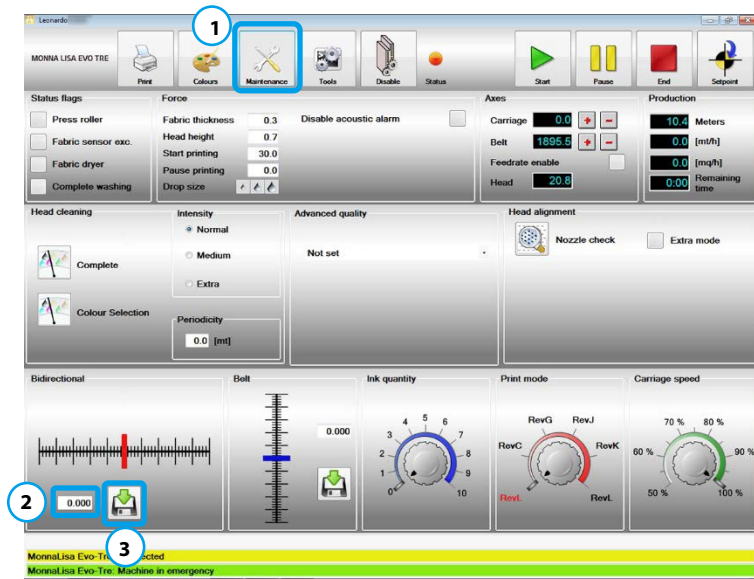 Leonardo
1
MONNA LISA EVO TRE
Print
Colours
Maintenance
Tools
Disable
Status
Start
Pause
End
Setpoint
Status flags
Press roller
Fabric sensor exc.
Fabric dryer
Complete washing
Force
Fabric thickness 0.3
Head height 0.7
Start printing 30.0
Pause printing 0.0
Drop size
Disable acoustic alarm
Axes
Carriage 0.0 + -
Belt 1895.5 + -
Feedrate enable
Head 20.8
Production
10.4 Meters
0.0 [mt/h]
0.0 [mq/h]
0:00 Remaining
time
Head cleaning
Complete
Colour Selection
Intensity
Normal
Medium
Extra
Periodicity
0.0 [mt]
Advanced quality
Not set
Head alignment
Nozzle check
Extra mode
Bidirectional
2
0.000
3
Belt
0.000
Ink quantity
0 1 2 3 4 5 6 7 8 9 10
Print mode
RevG RevJ
RevC RevK
RevL RevL
Carriage speed
70 % 80 %
60 % 90 %
50 % 100 %
MonnaLisa Evo-Tre
MonnaLisa Evo-Tre: Machine in emergency